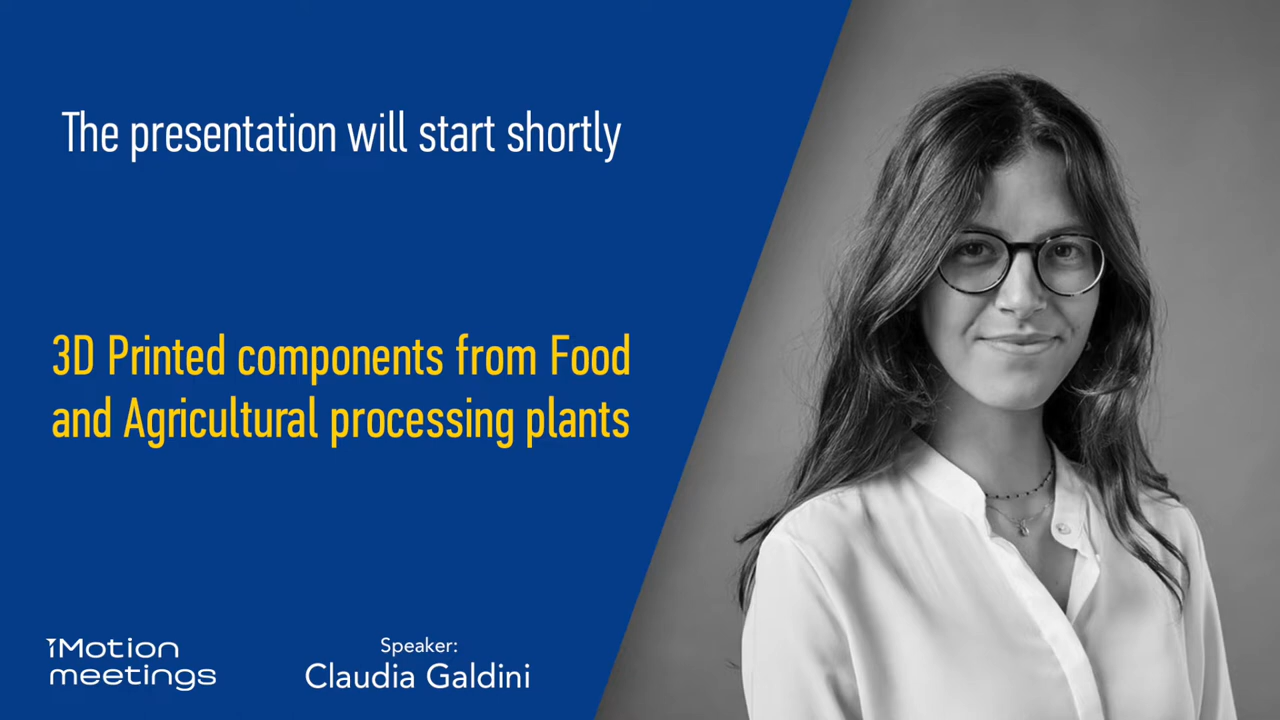 The presentation will start shortly
3D Printed components from Food
and Agricultural processing plants
iMotion
meetings
Speaker:
Claudia Galdini